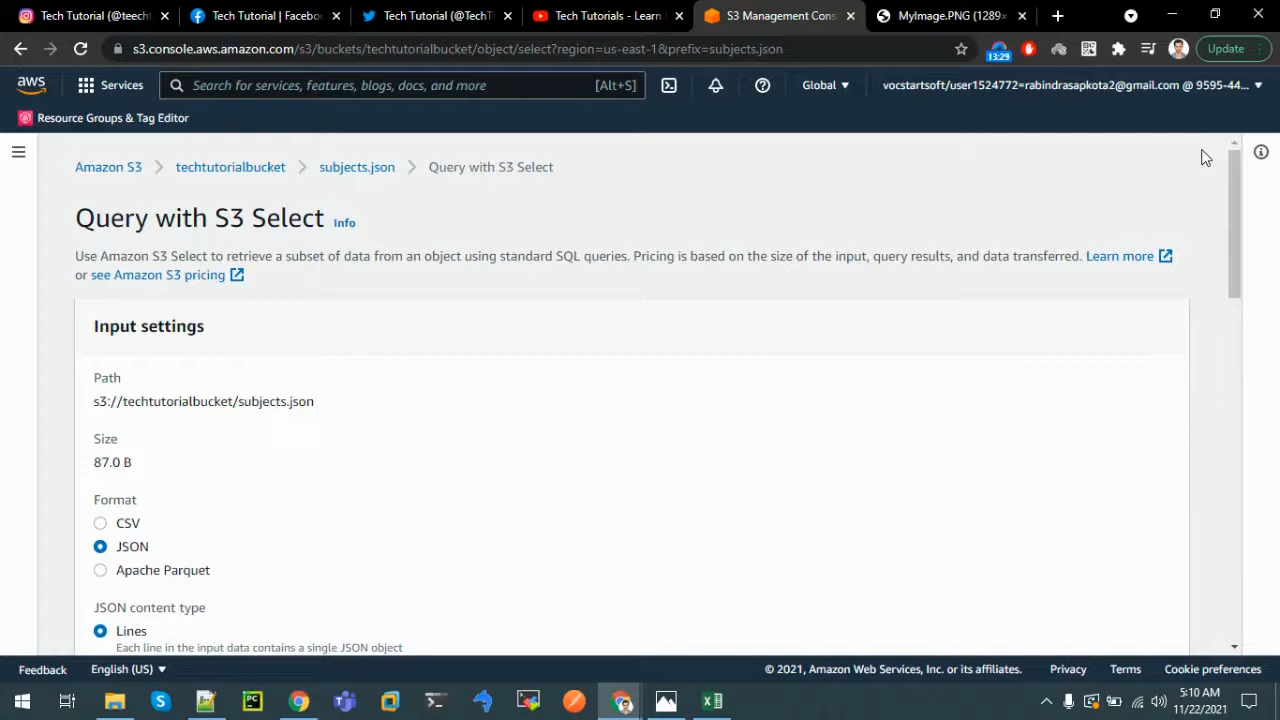 Tech Tutorial (@teecht
Tech Tutorial | Faceboo
Tech Tutorial (@TechTu
Tech Tutorials - Learn
S3 Management Cons
MyImage.PNG (1289×
s3.console.aws.amazon.com/s3/buckets/techtutorialbucket/object/select?region=us-east-1&prefix=subjects.json
13:29
Update
aws
Services
Search for services, features, blogs, docs, and more
[Alt+S]
Global
vocstartsoft/user1524772=rabindrasapkota2@gmail.com @ 9595-44...
Resource Groups & Tag Editor
Amazon S3
techtutorialbucket
subjects.json
Query with S3 Select
Query with S3 Select
Info
Use Amazon S3 Select to retrieve a subset of data from an object using standard SQL queries. Pricing is based on the size of the input, query results, and data transferred. Learn more
or see Amazon S3 pricing
Input settings
Path
s3://techtutorialbucket/subjects.json
Size
87.0 B
Format
CSV
JSON
Apache Parquet
JSON content type
Lines
Each line in the input data contains a single JSON object
Feedback
English (US)
© 2021, Amazon Web Services, Inc. or its affiliates.
Privacy
Terms
Cookie preferences
5:10 AM
11/22/2021